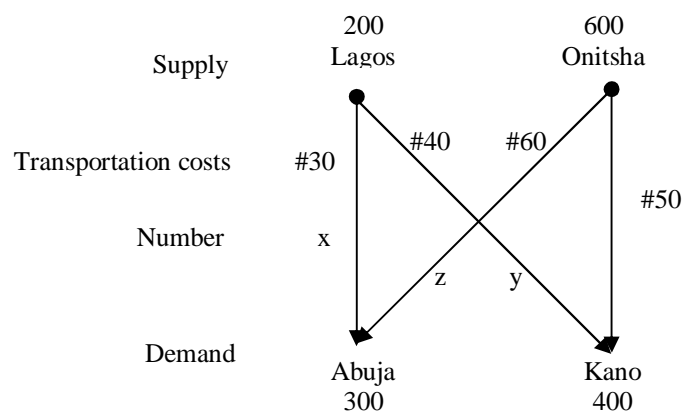 200 600
Supply Lagos Onitsha
Transportation costs #30 #40 #60
#50
Number x
z y
Demand
Abuja Kano
300 400